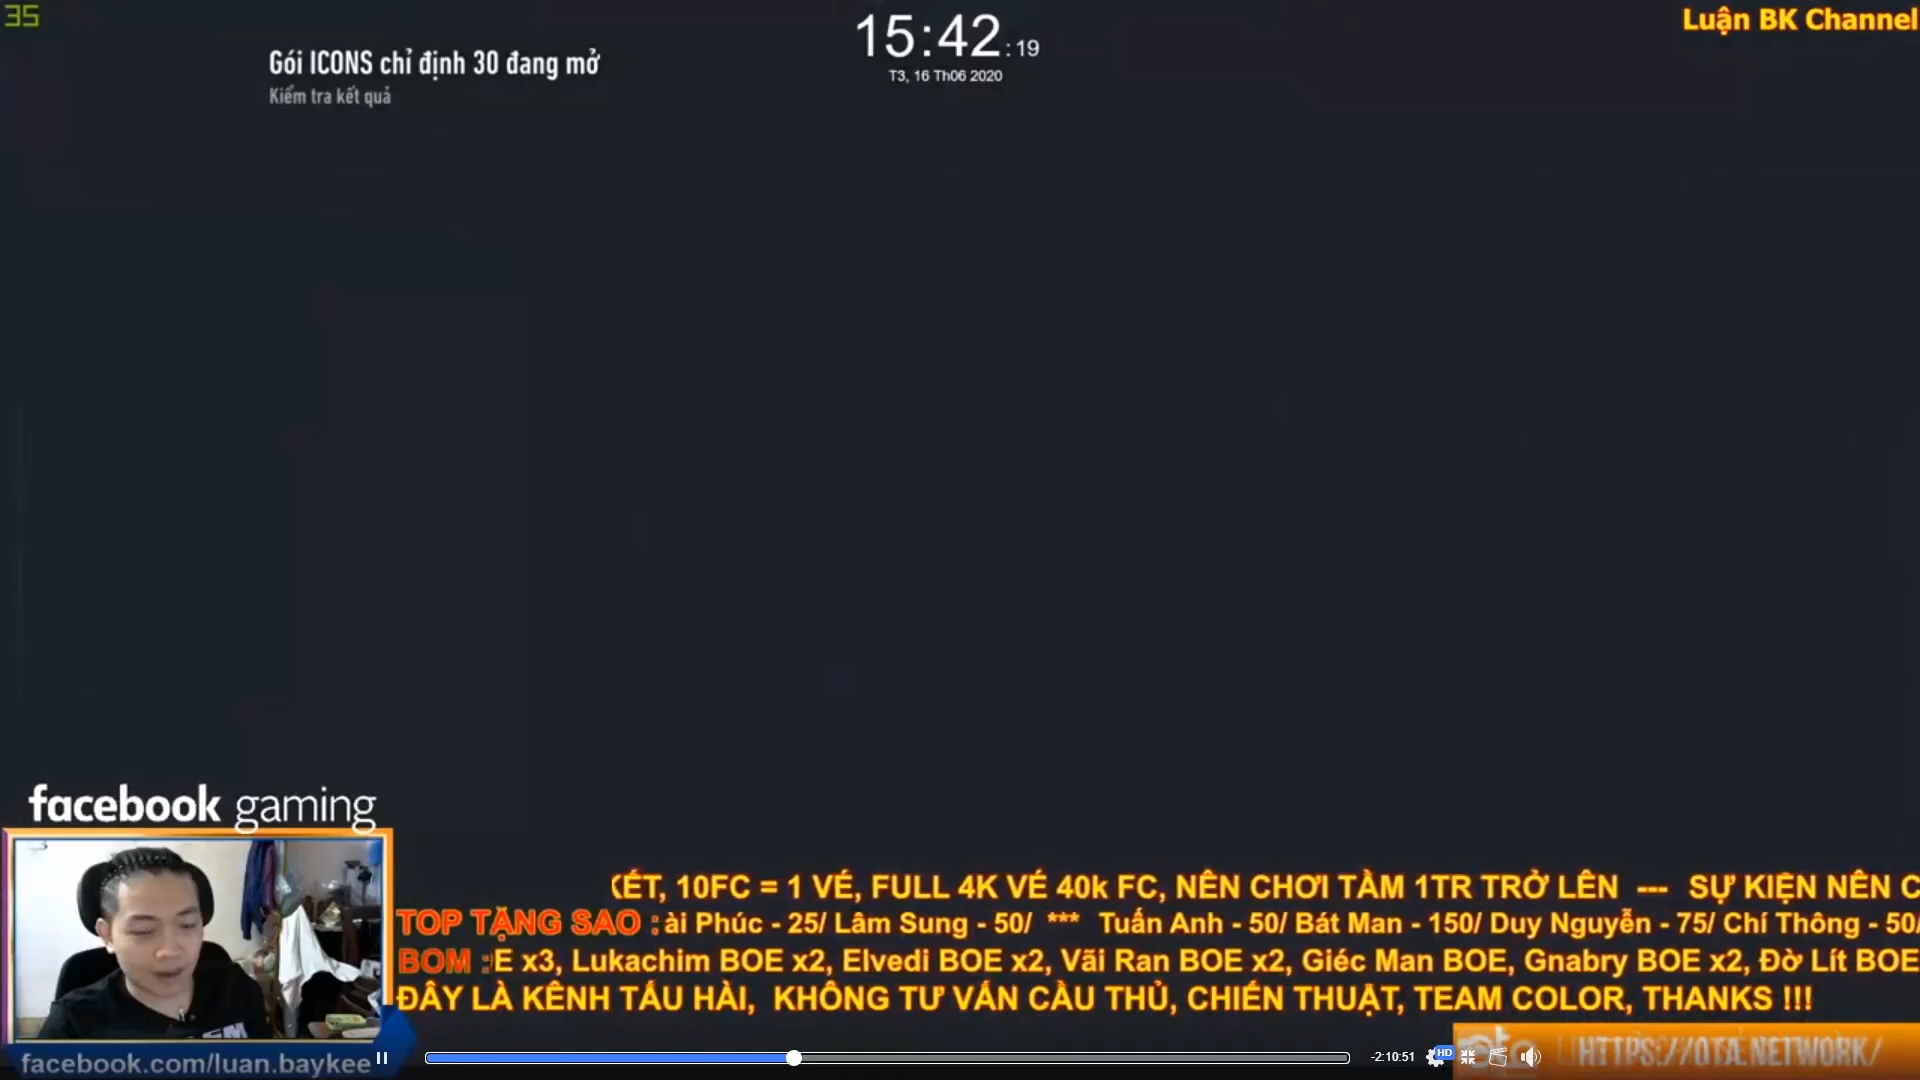 35
15:42:19
Luận BK Channel
Gói ICONS chỉ định 30 đang mở
T3, 16 Th06 2020
Kiểm tra kết quả
facebook gaming
KẾT, 10FC = 1 VÉ, FULL 4K VÉ 40k FC, NÊN CHƠI TẦM 1TR TRỞ LÊN --- SỰ KIỆN NÊN C
TOP TẶNG SAO : ài Phúc - 25/ Lâm Sung - 50/ *** Tuấn Anh - 50/ Bát Man - 150/ Duy Nguyễn - 75/ Chí Thông - 50/
BOM : E x3, Lukachim BOE x2, Elvedi BOE x2, Vãi Ran BOE x2, Giéc Man BOE, Gnabry BOE x2, Đờ Lít BOE
ĐÂY LÀ KÊNH TẤU HÀI, KHÔNG TƯ VẤN CẦU THỦ, CHIẾN THUẬT, TEAM COLOR, THANKS !!!
facebook.com/luan.baykee
-2:10:51
HD
HTTPS://OTA.NETWORK/